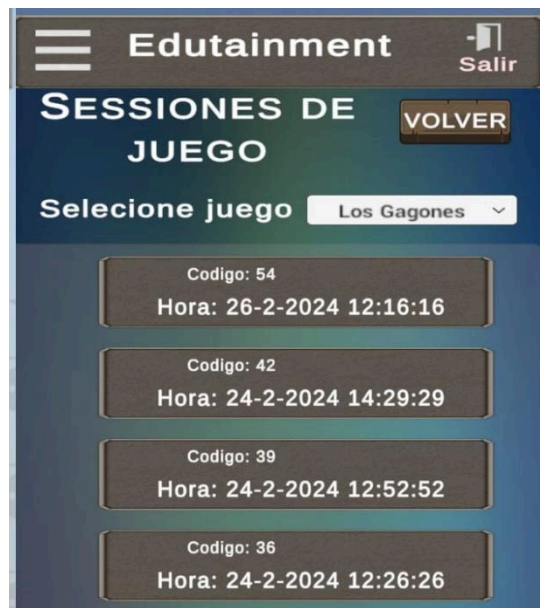 Edutainment
Salir
SESSIONES DE
JUEGO
VOLVER
Selecione juego
Los Gagones
Codigo: 54
Hora: 26-2-2024 12:16:16
Codigo: 42
Hora: 24-2-2024 14:29:29
Codigo: 39
Hora: 24-2-2024 12:52:52
Codigo: 36
Hora: 24-2-2024 12:26:26